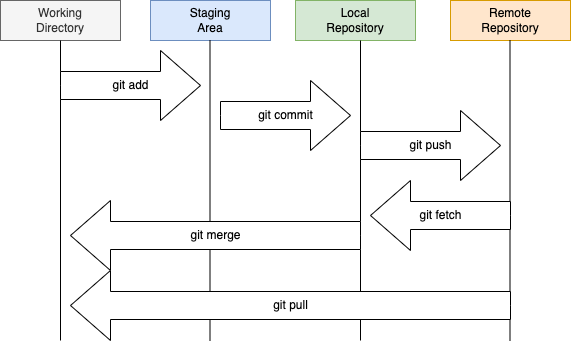 Working
Directory
Staging
Area
Local
Repository
Remote
Repository
git add
git commit
git push
git fetch
git merge
git pull